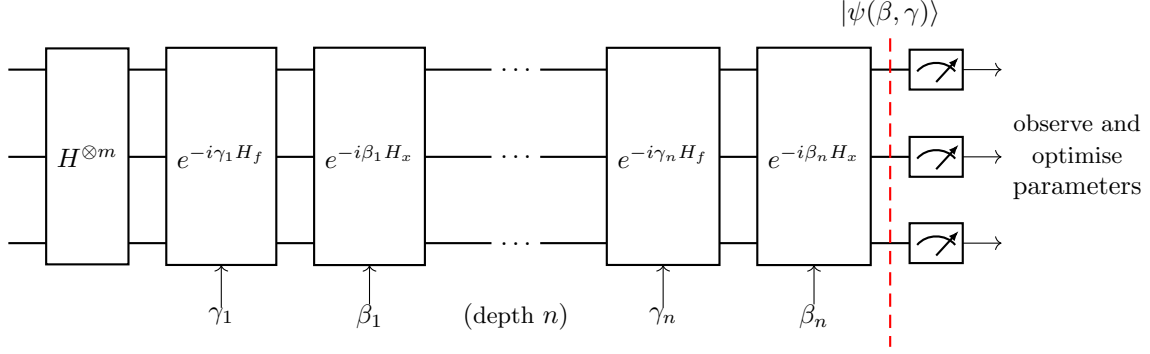 |ψ(β, γ)⟩
H^{⊗m}
e^{-iγ_1 H_f}
e^{-iβ_1 H_x}
···
···
e^{-iγ_n H_f}
e^{-iβ_n H_x}
observe and
optimise
parameters
γ_1
β_1
(depth n)
γ_n
β_n